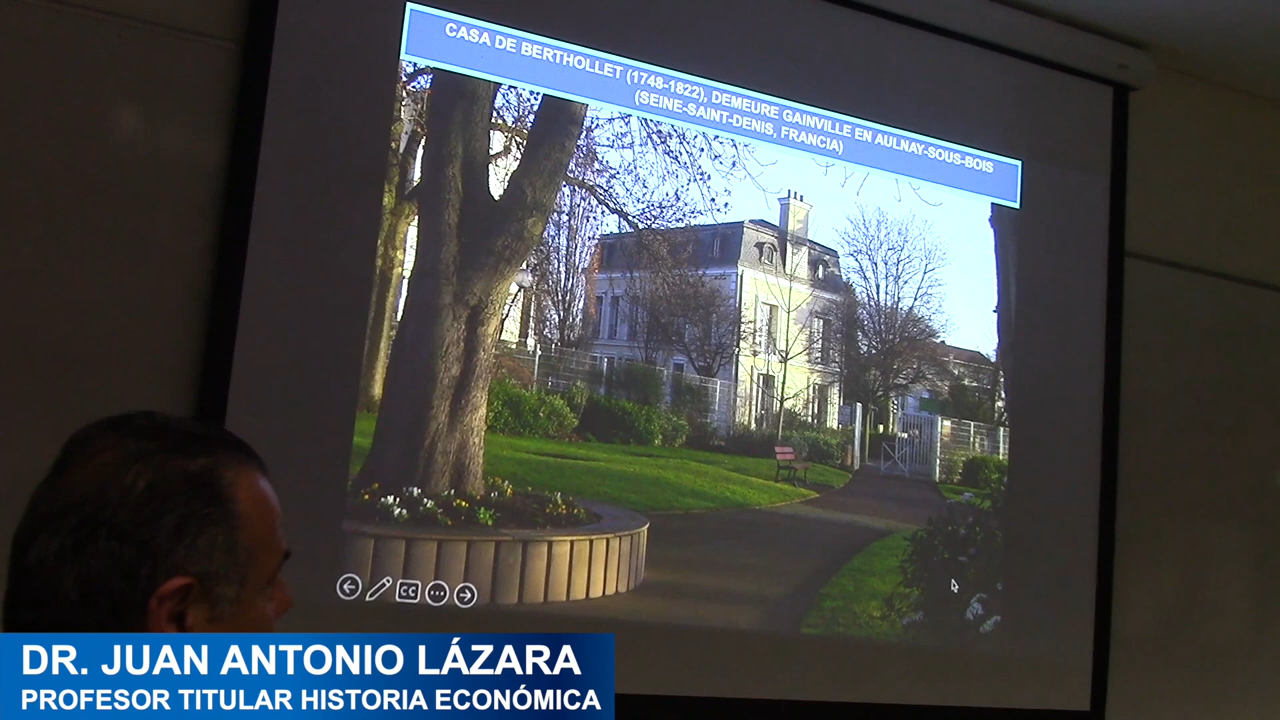 CASA DE BERTHOLLET (1748-1822), DEMEURE GAINVILLE EN AULNAY-SOUS-BOIS
(SEINE-SAINT-DENIS, FRANCIA)
CC
DR. JUAN ANTONIO LÁZARA
PROFESOR TITULAR HISTORIA ECONÓMICA